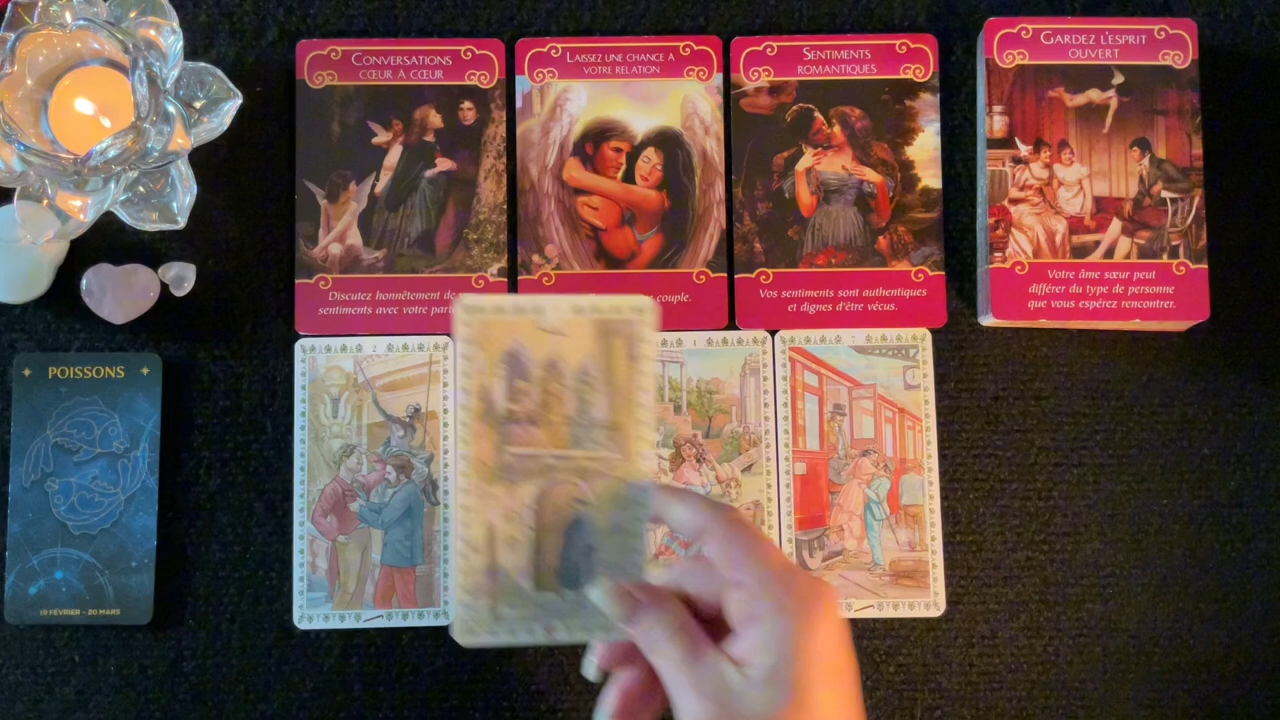 CONVERSATIONS
CŒUR À CŒUR
Discutez honnêtement de
sentiments avec votre
LAISSEZ UNE CHANCE À
VOTRE RELATION
couple.
SENTIMENTS
ROMANTIQUES
Vos sentiments sont authentiques
et dignes d'être vécus.
GARDEZ L'ESPRIT
OUVERT
Votre âme sœur peut
différer du type de personne
que vous espérez rencontrer.
POISSONS
19 FÉVRIER - 20 MARS
2
7